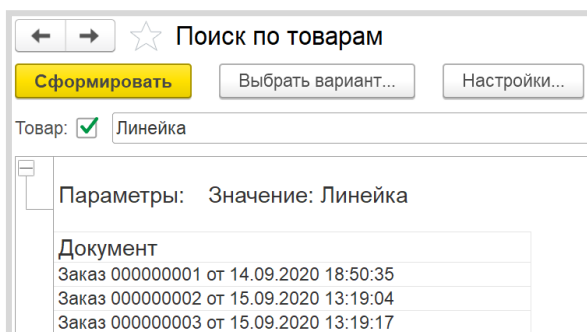 Поиск по товарам
Сформировать Выбрать вариант... Настройки...
Товар: Линейка
Параметры: Значение: Линейка
Документ
Заказ 000000001 от 14.09.2020 18:50:35
Заказ 000000002 от 15.09.2020 13:19:04
Заказ 000000003 от 15.09.2020 13:19:17